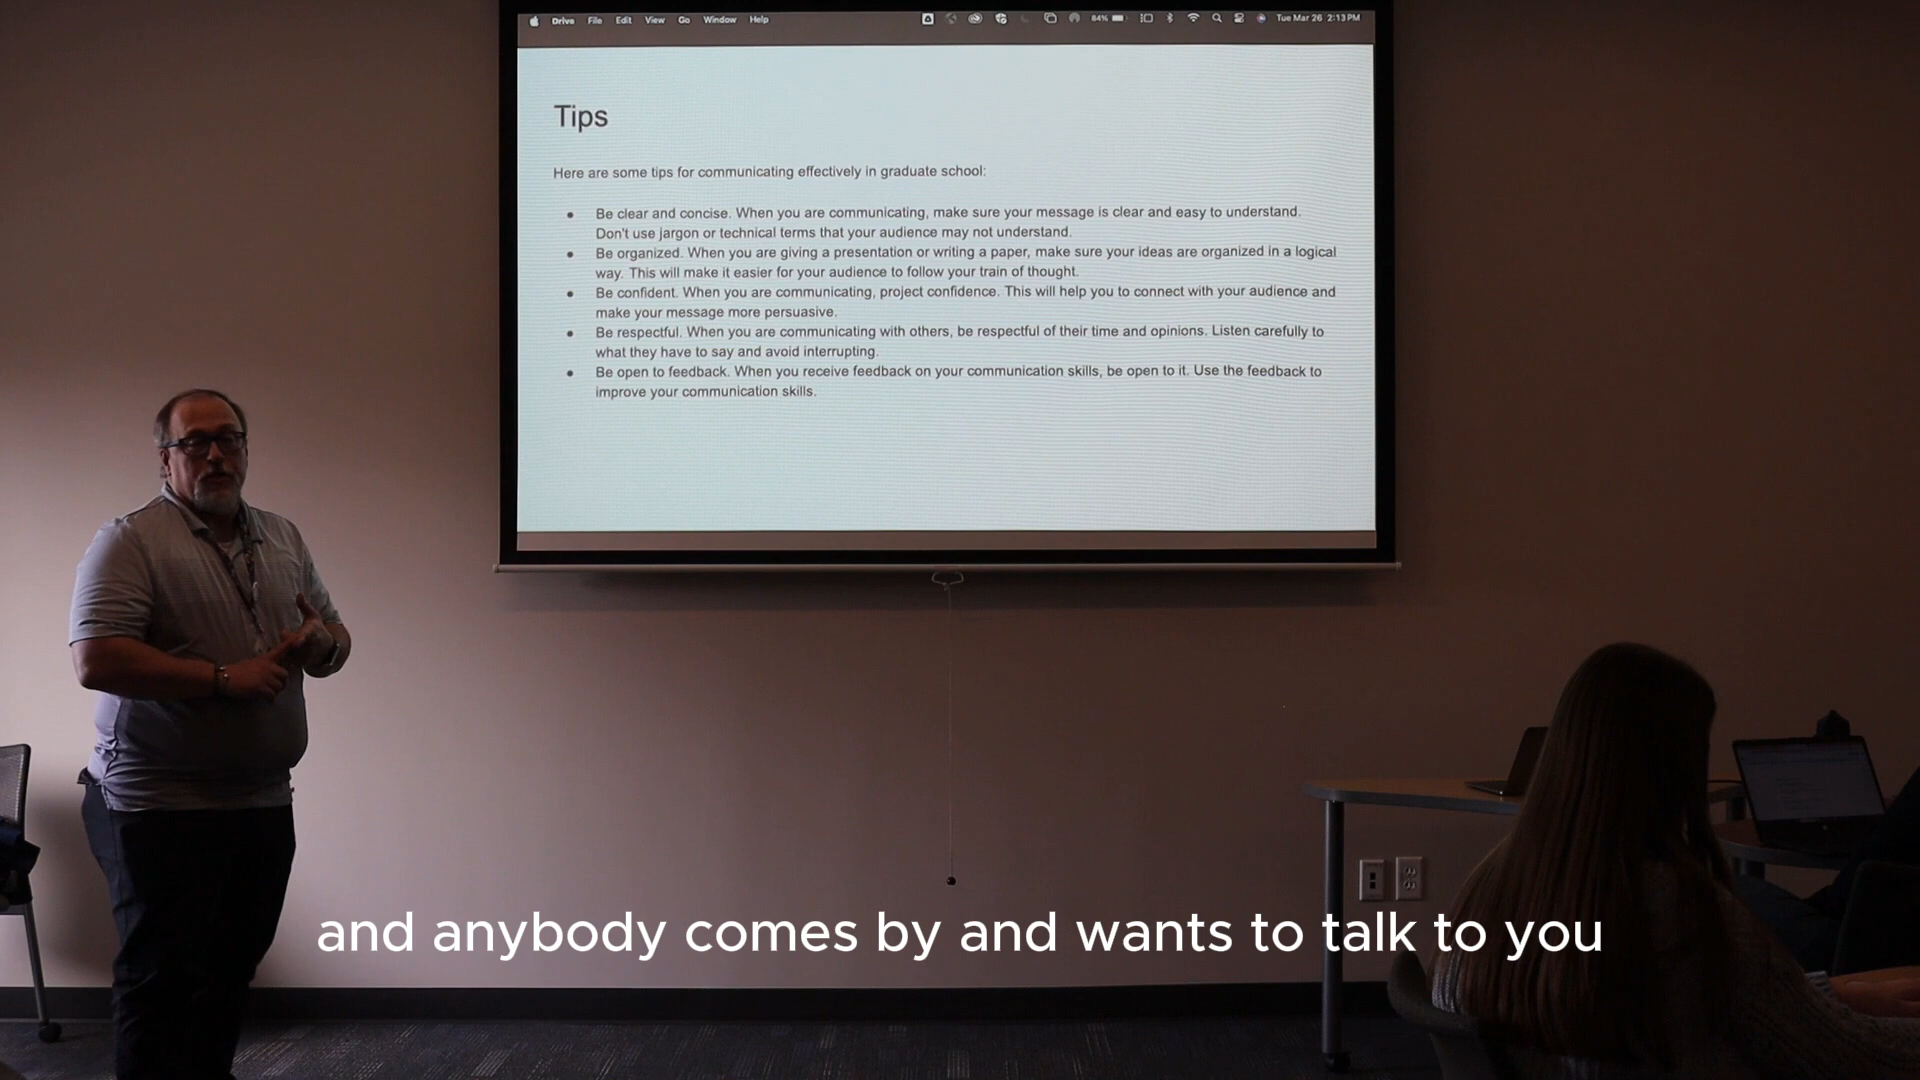 Drive File Edit View Go Window Help 84% Tue Mar 26 2:13 PM
Tips
Here are some tips for communicating effectively in graduate school:
• Be clear and concise. When you are communicating, make sure your message is clear and easy to understand.
Don't use jargon or technical terms that your audience may not understand.
• Be organized. When you are giving a presentation or writing a paper, make sure your ideas are organized in a logical
way. This will make it easier for your audience to follow your train of thought.
• Be confident. When you are communicating, project confidence. This will help you to connect with your audience and
make your message more persuasive.
• Be respectful. When you are communicating with others, be respectful of their time and opinions. Listen carefully to
what they have to say and avoid interrupting.
• Be open to feedback. When you receive feedback on your communication skills, be open to it. Use the feedback to
improve your communication skills.
and anybody comes by and wants to talk to you